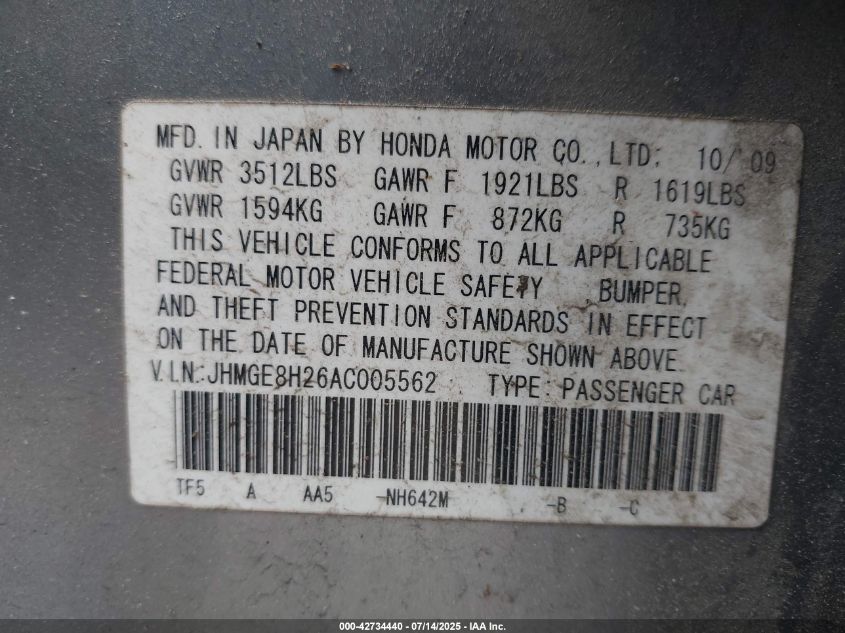 MFD. IN JAPAN BY HONDA MOTOR CO., LTD: 10/ 09
GVWR 3512LBS GAWR F 1921LBS R 1619LBS
GVWR 1594KG GAWR F 872KG R 735KG
THIS VEHICLE CONFORMS TO ALL APPLICABLE
FEDERAL MOTOR VEHICLE SAFETY , BUMPER,
AND THEFT PREVENTION STANDARDS IN EFFECT
ON THE DATE OF MANUFACTURE SHOWN ABOVE.
V.I.N:JHMGE8H26AC005562 TYPE:PASSENGER CAR
TF5 A AA5 -NH642M -B -C
000-42734440 - 07/14/2025 - IAA Inc.